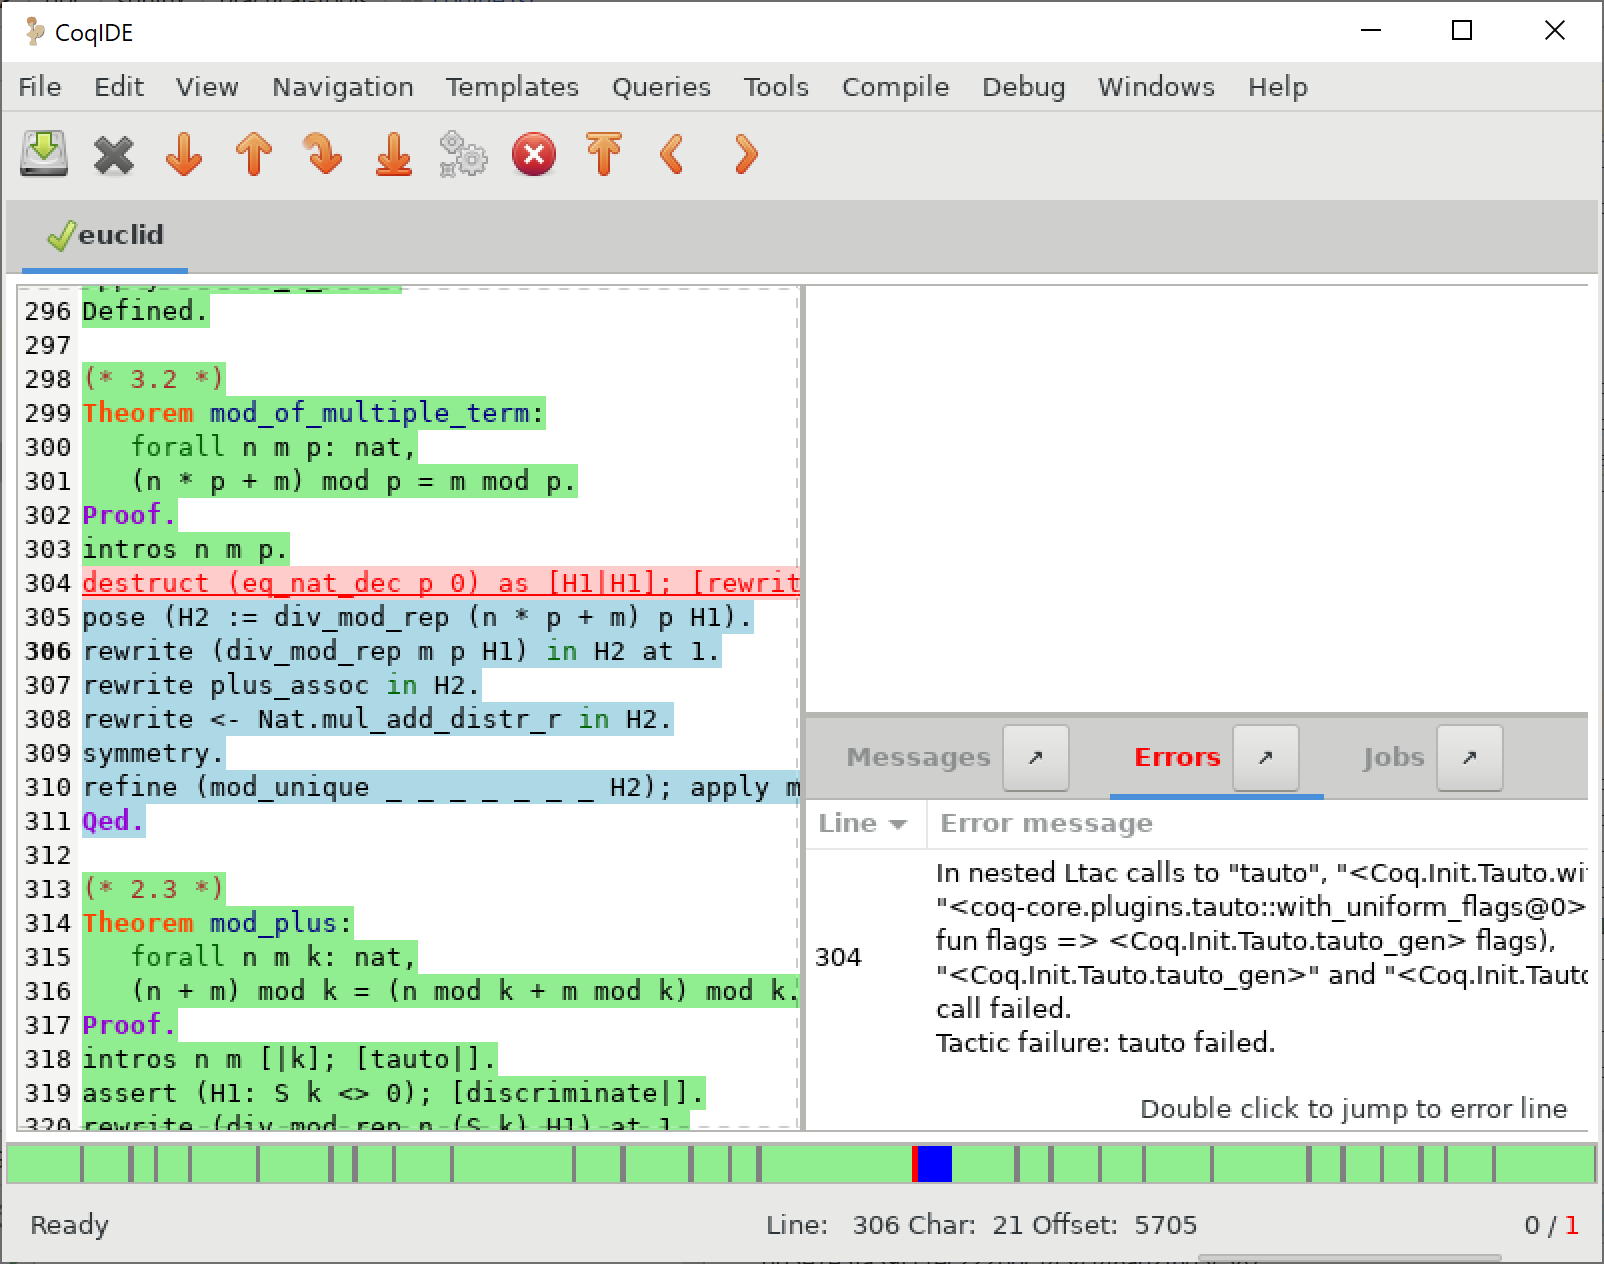 CoqIDE
File Edit View Navigation Templates Queries Tools Compile Debug Windows Help
euclid
296 Defined.
297
298 (* 3.2 *)
299 Theorem mod_of_multiple_term:
300 forall n m p: nat,
301 (n * p + m) mod p = m mod p.
302 Proof.
303 intros n m p.
304 destruct (eq_nat_dec p 0) as [H1|H1]; [rewrit
305 pose (H2 := div_mod_rep (n * p + m) p H1).
306 rewrite (div_mod_rep m p H1) in H2 at 1.
307 rewrite plus_assoc in H2.
308 rewrite <- Nat.mul_add_distr_r in H2.
309 symmetry.
310 refine (mod_unique _ _ _ _ _ _ _ H2); apply m
311 Qed.
312
313 (* 2.3 *)
314 Theorem mod_plus:
315 forall n m k: nat,
316 (n + m) mod k = (n mod k + m mod k) mod k.
317 Proof.
318 intros n m [|k]; [tauto|].
319 assert (H1: S k <> 0); [discriminate|].
320 rewrite (div_mod_rep n (S k) H1) at 1.
Messages ↗ Errors ↗ Jobs ↗
Line Error message
304
In nested Ltac calls to "tauto", "<Coq.Init.Tauto.wi
"<coq-core.plugins.tauto::with_uniform_flags@0>
fun flags => <Coq.Init.Tauto.tauto_gen> flags),
"<Coq.Init.Tauto.tauto_gen>" and "<Coq.Init.Tauto
call failed.
Tactic failure: tauto failed.
Double click to jump to error line
Ready Line: 306 Char: 21 Offset: 5705 0 / 1